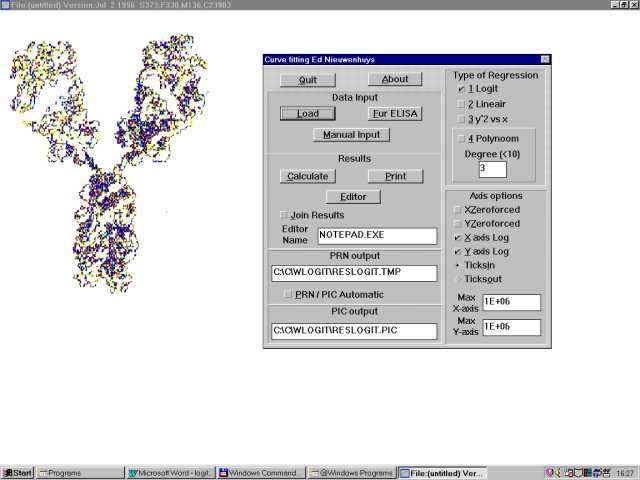 File:(untitled) Version:Jul 2 1996 S373,F330,M136,C23903
Curve fitting Ed Nieuwenhuys
Quit About
Data Input
Load Fur ELISA
Manual Input
Results
Calculate Print
Editor
Join Results
Editor Name NOTEPAD.EXE
PRN output
C:\C\WLOGIT\RESLOGIT.TMP
PRN / PIC Automatic
PIC output
C:\C\WLOGIT\RESLOGIT.PIC
Type of Regression
1 Logit
2 Lineair
3 y^2 vs x
4 Polynoom
Degree (<10)
3
Axis options
XZeroforced
YZeroforced
X axis Log
Y axis Log
Ticksin
Ticksout
Max X-axis 1E+06
Max Y-axis 1E+06
Start Programs Microsoft Word - logit... Windows Command... @Windows Programs File:(untitled) Ver... 16:27